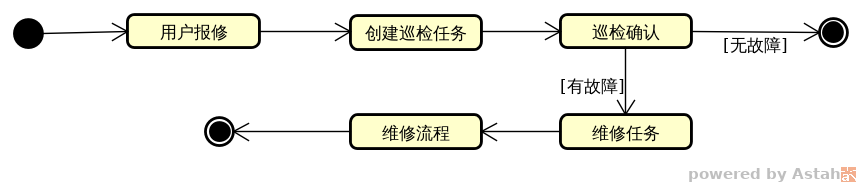 用户报修
创建巡检任务
巡检确认
[无故障]
[有故障]
维修流程
维修任务
powered by Astah